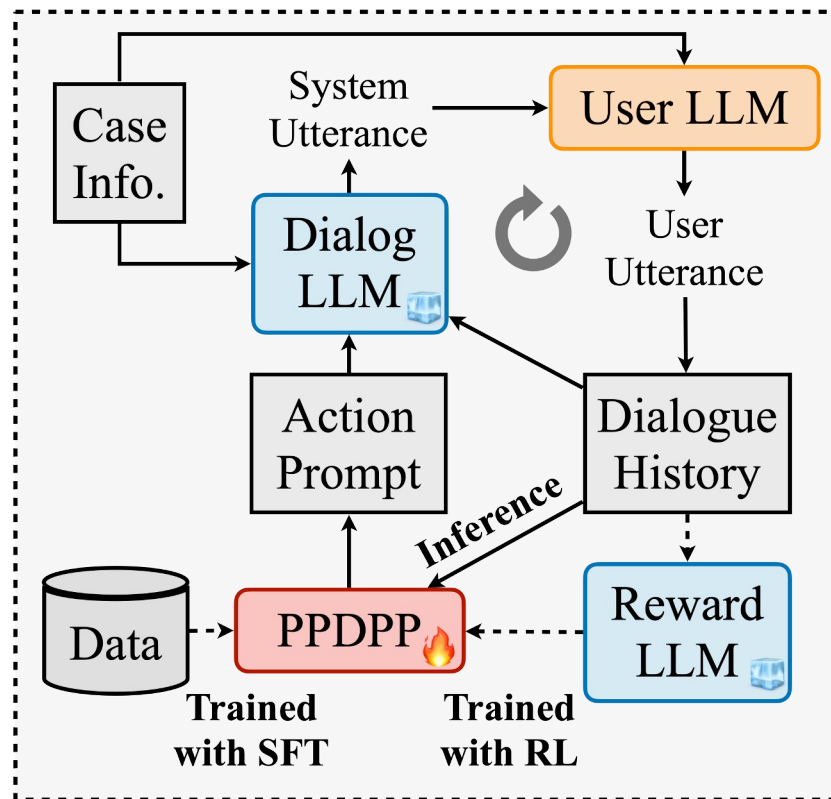 Case
Info.
System
Utterance
User LLM
Dialog
LLM
User
Utterance
Action
Prompt
Dialogue
History
Inference
Data
PPDPP
Reward
LLM
Trained
with SFT
Trained
with RL